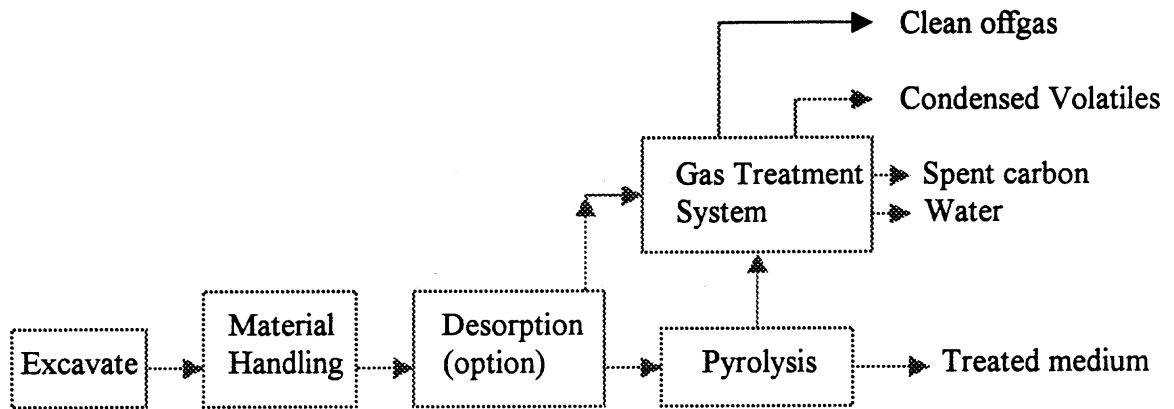 Clean offgas
Condensed Volatiles
Gas Treatment
System
Spent carbon
Water
Excavate
Material
Handling
Desorption
(option)
Pyrolysis
Treated medium